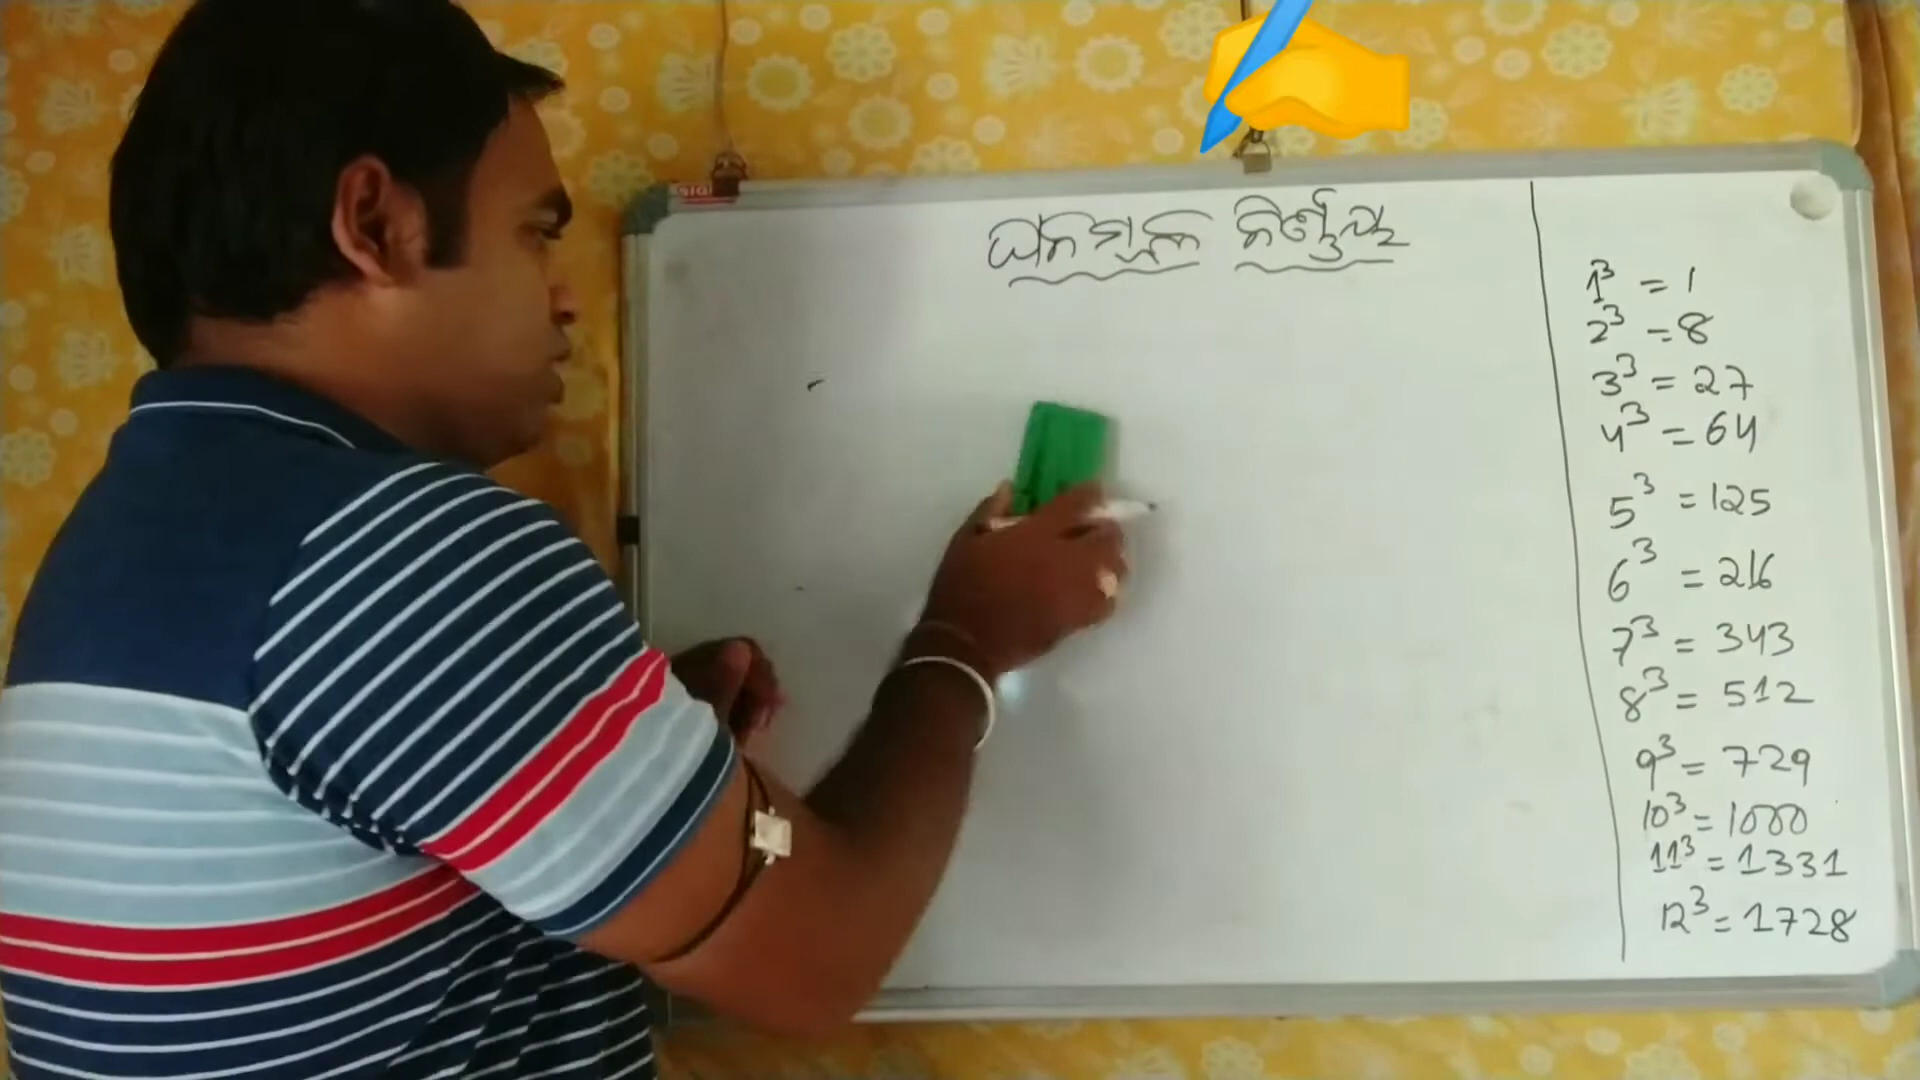 ଘନମୂଳ ନିର୍ଣ୍ଣୟ
1³ = 1
2³ = 8
3³ = 27
4³ = 64
5³ = 125
6³ = 216
7³ = 343
8³ = 512
9³ = 729
10³ = 1000
11³ = 1331
12³ = 1728